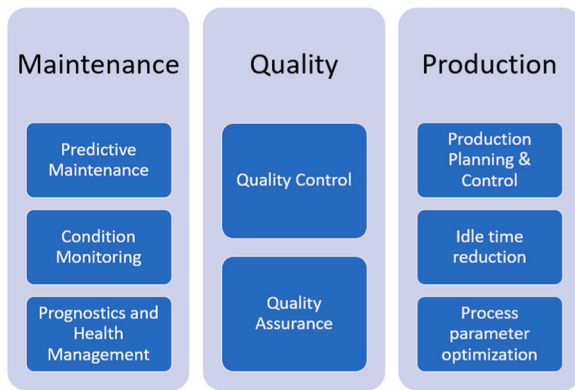 Maintenance
Predictive
Maintenance
Condition
Monitoring
Prognostics and
Health
Management
Quality
Quality Control
Quality
Assurance
Production
Production
Planning &
Control
Idle time
reduction
Process
parameter
optimization